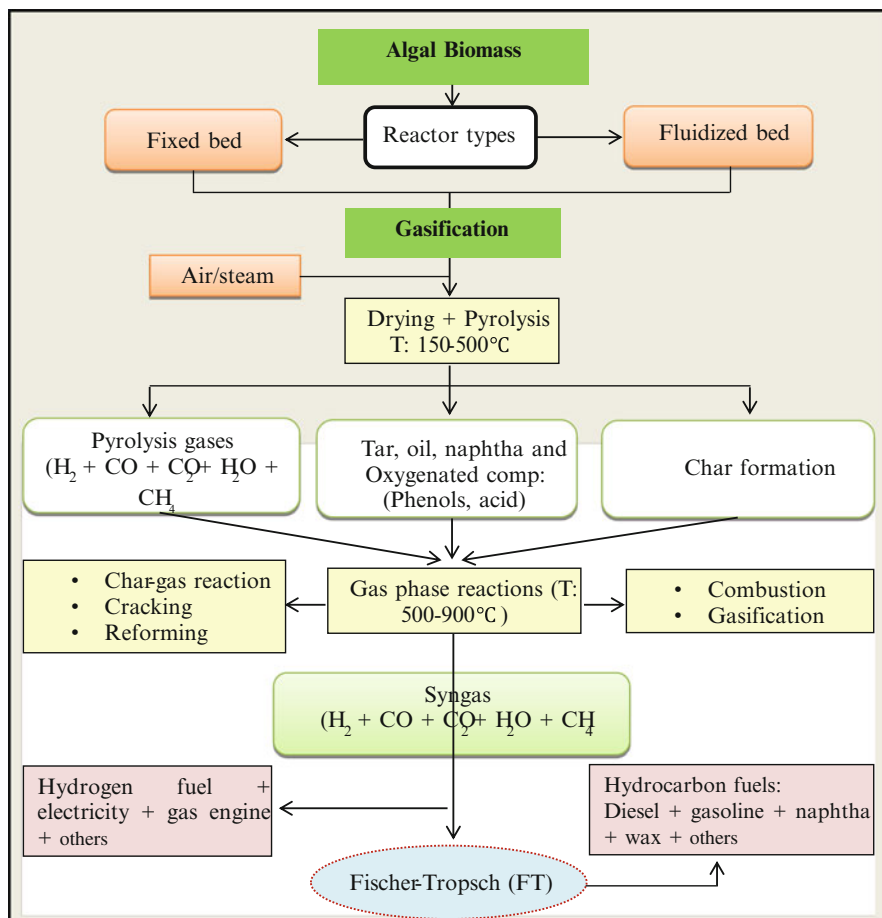 Algal Biomass
Fixed bed
Reactor types
Fluidized bed
Gasification
Air/steam
Drying + Pyrolysis
T: 150-500℃
Pyrolysis gases
(H₂ + CO + CO₂+ H₂O +
CH₄
Tar, oil, naphtha and
Oxygenated comp:
(Phenols, acid)
Char formation
• Char-gas reaction
• Cracking
• Reforming
Gas phase reactions (T:
500-900℃)
• Combustion
• Gasification
Syngas
(H₂ + CO + CO₂+ H₂O + CH₄
Hydrogen fuel +
electricity + gas engine
+ others
Hydrocarbon fuels:
Diesel + gasoline + naphtha
+ wax + others
Fischer-Tropsch (FT)